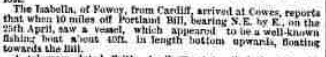 The Isabella, of Fowey, from Cardiff, arrived at Cowes, reports
that when 10 miles off Portland Bill, bearing N.E. by E., on the
25th April, saw a vessel, which appeared to be a well-known
fishing boat about 40ft. in length bottom upwards, floating
towards the Bill.